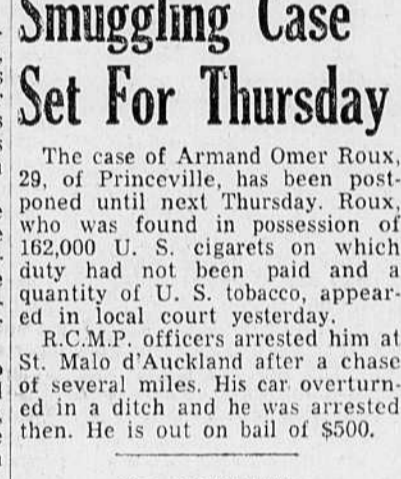 Smuggling Case
Set For Thursday
The case of Armand Omer Roux,
29, of Princeville, has been post-
poned until next Thursday. Roux,
who was found in possession of
162,000 U. S. cigarets on which
duty had not been paid and a
quantity of U. S. tobacco, appear-
ed in local court yesterday.
R.C.M.P. officers arrested him at
St. Malo d'Auckland after a chase
of several miles. His car overturn-
ed in a ditch and he was arrested
then. He is out on bail of $500.